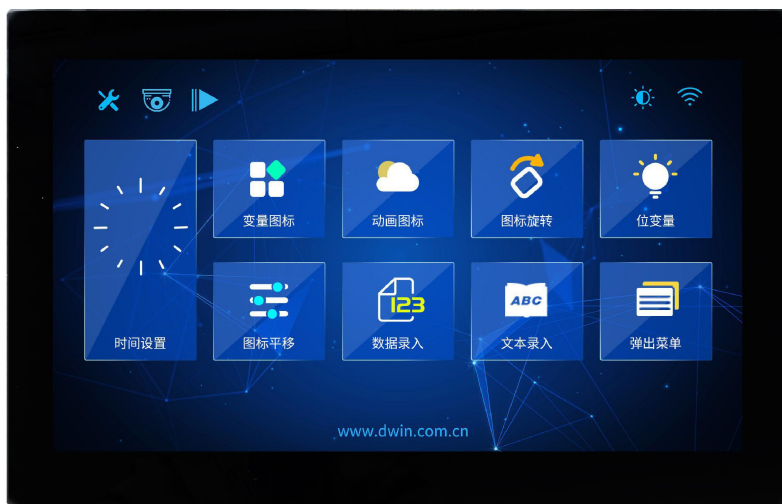 变量图标
动画图标
图标旋转
位变量
时间设置
图标平移
123
数据录入
ABC
文本录入
弹出菜单
www.dwin.com.cn